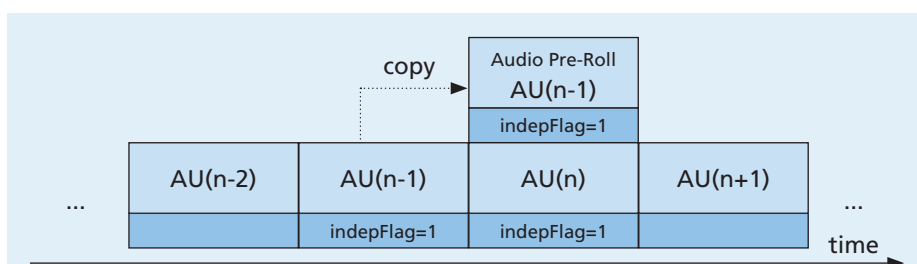 Audio Pre-Roll
copy
AU(n-1)
indepFlag=1
AU(n-2)
AU(n-1)
AU(n)
AU(n+1)
...
...
indepFlag=1
indepFlag=1
time